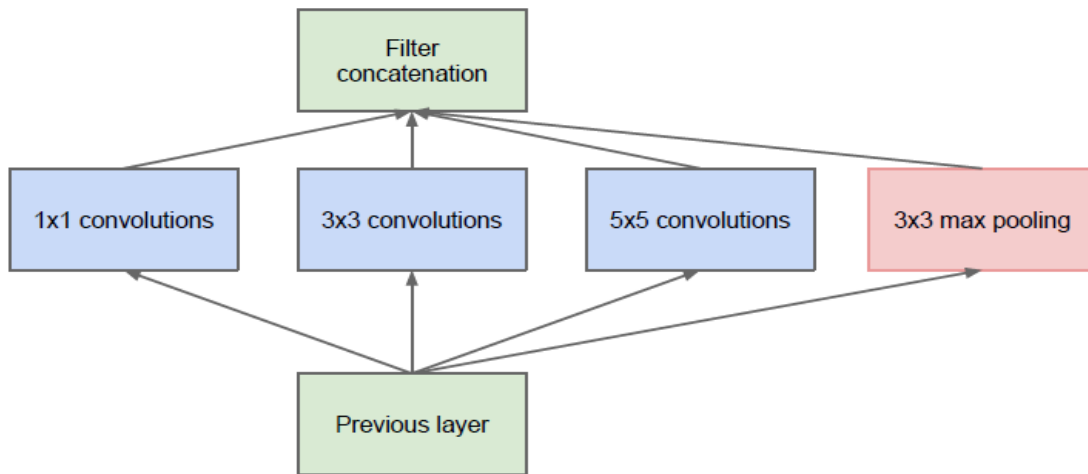 Filter
concatenation
1x1 convolutions
3x3 convolutions
5x5 convolutions
3x3 max pooling
Previous layer